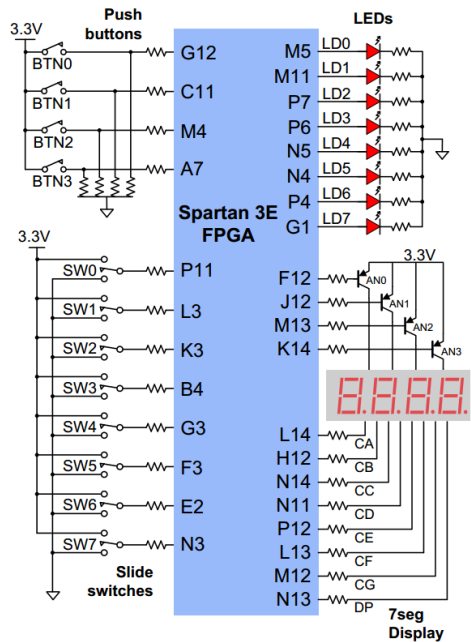 Push
buttons
3.3V
BTN0
BTN1
BTN2
BTN3
G12
C11
M4
A7
LEDs
M5 LD0
M11 LD1
P7 LD2
P6 LD3
N5 LD4
N4 LD5
P4 LD6
G1 LD7
Spartan 3E
FPGA
3.3V
SW0 P11
SW1 L3
SW2 K3
SW3 B4
SW4 G3
SW5 F3
SW6 E2
SW7 N3
Slide
switches
3.3V
F12 AN0
J12 AN1
M13 AN2
K14 AN3
8.8.8.8.
L14 CA
H12 CB
N14 CC
N11 CD
P12 CE
L13 CF
M12 CG
N13 DP
7seg
Display